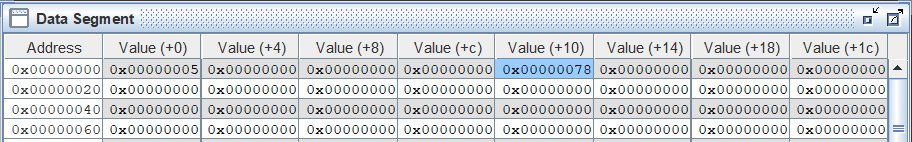 Data Segment
Address Value (+0) Value (+4) Value (+8) Value (+c) Value (+10) Value (+14) Value (+18) Value (+1c)
0x00000000 0x00000005 0x00000000 0x00000000 0x00000000 0x00000078 0x00000000 0x00000000 0x00000000
0x00000020 0x00000000 0x00000000 0x00000000 0x00000000 0x00000000 0x00000000 0x00000000 0x00000000
0x00000040 0x00000000 0x00000000 0x00000000 0x00000000 0x00000000 0x00000000 0x00000000 0x00000000
0x00000060 0x00000000 0x00000000 0x00000000 0x00000000 0x00000000 0x00000000 0x00000000 0x00000000